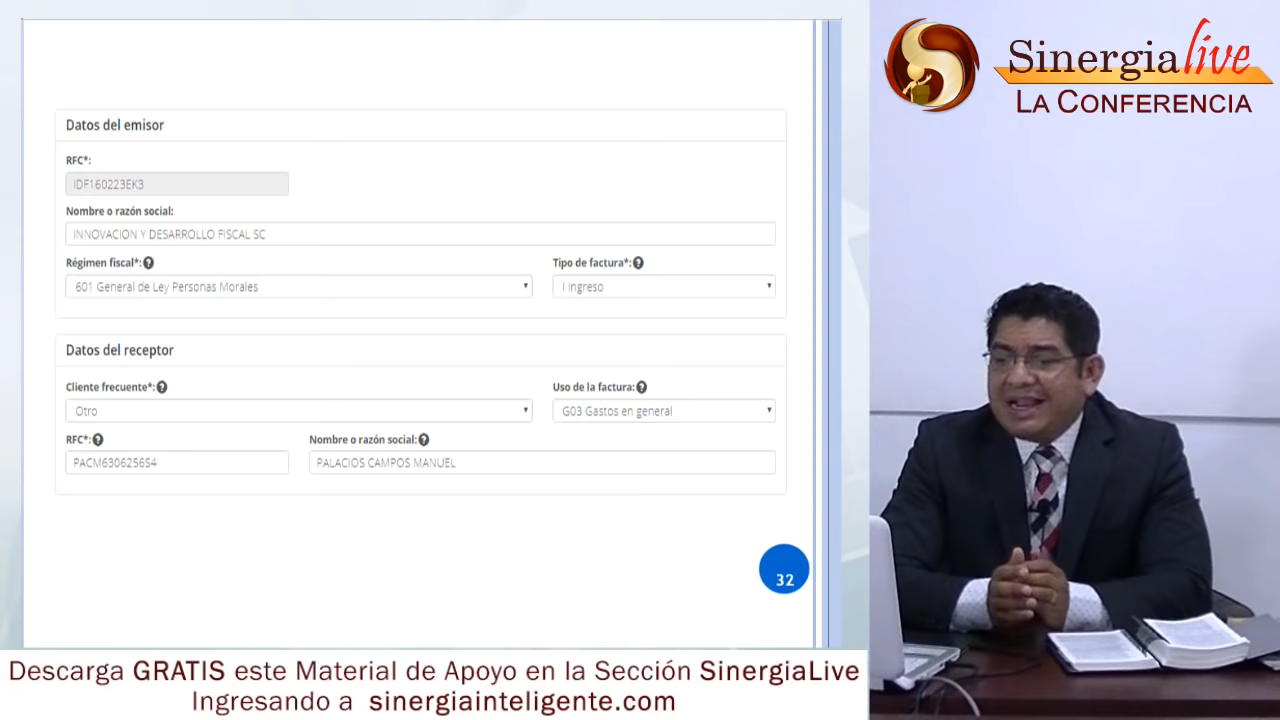 Datos del emisor
RFC*:
IDF160223EK3
Nombre o razón social:
INNOVACION Y DESARROLLO FISCAL SC
Régimen fiscal*: Tipo de factura*:
601 General de Ley Personas Morales I Ingreso
Datos del receptor
Cliente frecuente*: Uso de la factura:
Otro G03 Gastos en general
RFC*: Nombre o razón social:
PACM6306256S4 PALACIOS CAMPOS MANUEL
32
Sinergialive
LA CONFERENCIA
Descarga GRATIS este Material de Apoyo en la Sección SinergiaLive
Ingresando a sinergiainteligente.com